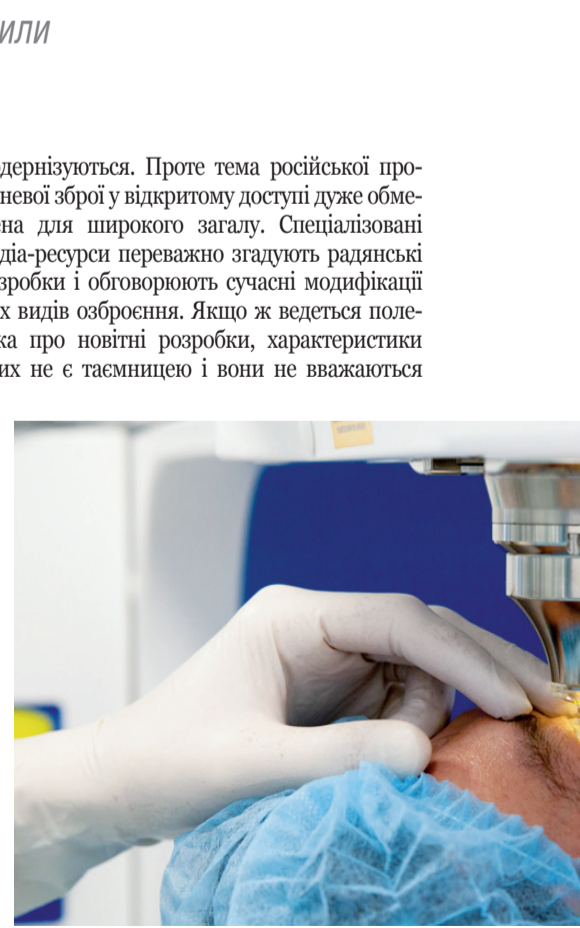 ИЛИ
дернізуються. Проте тема російської про-
невої зброї у відкритому доступі дуже обме-
ена для широкого загалу. Спеціалізовані
діа-ресурси переважно згадують радянські
зробки і обговорюють сучасні модифікації
х видів озброєння. Якщо ж ведеться поле-
ка про новітні розробки, характеристики
их не є таємницею і вони не вважаються